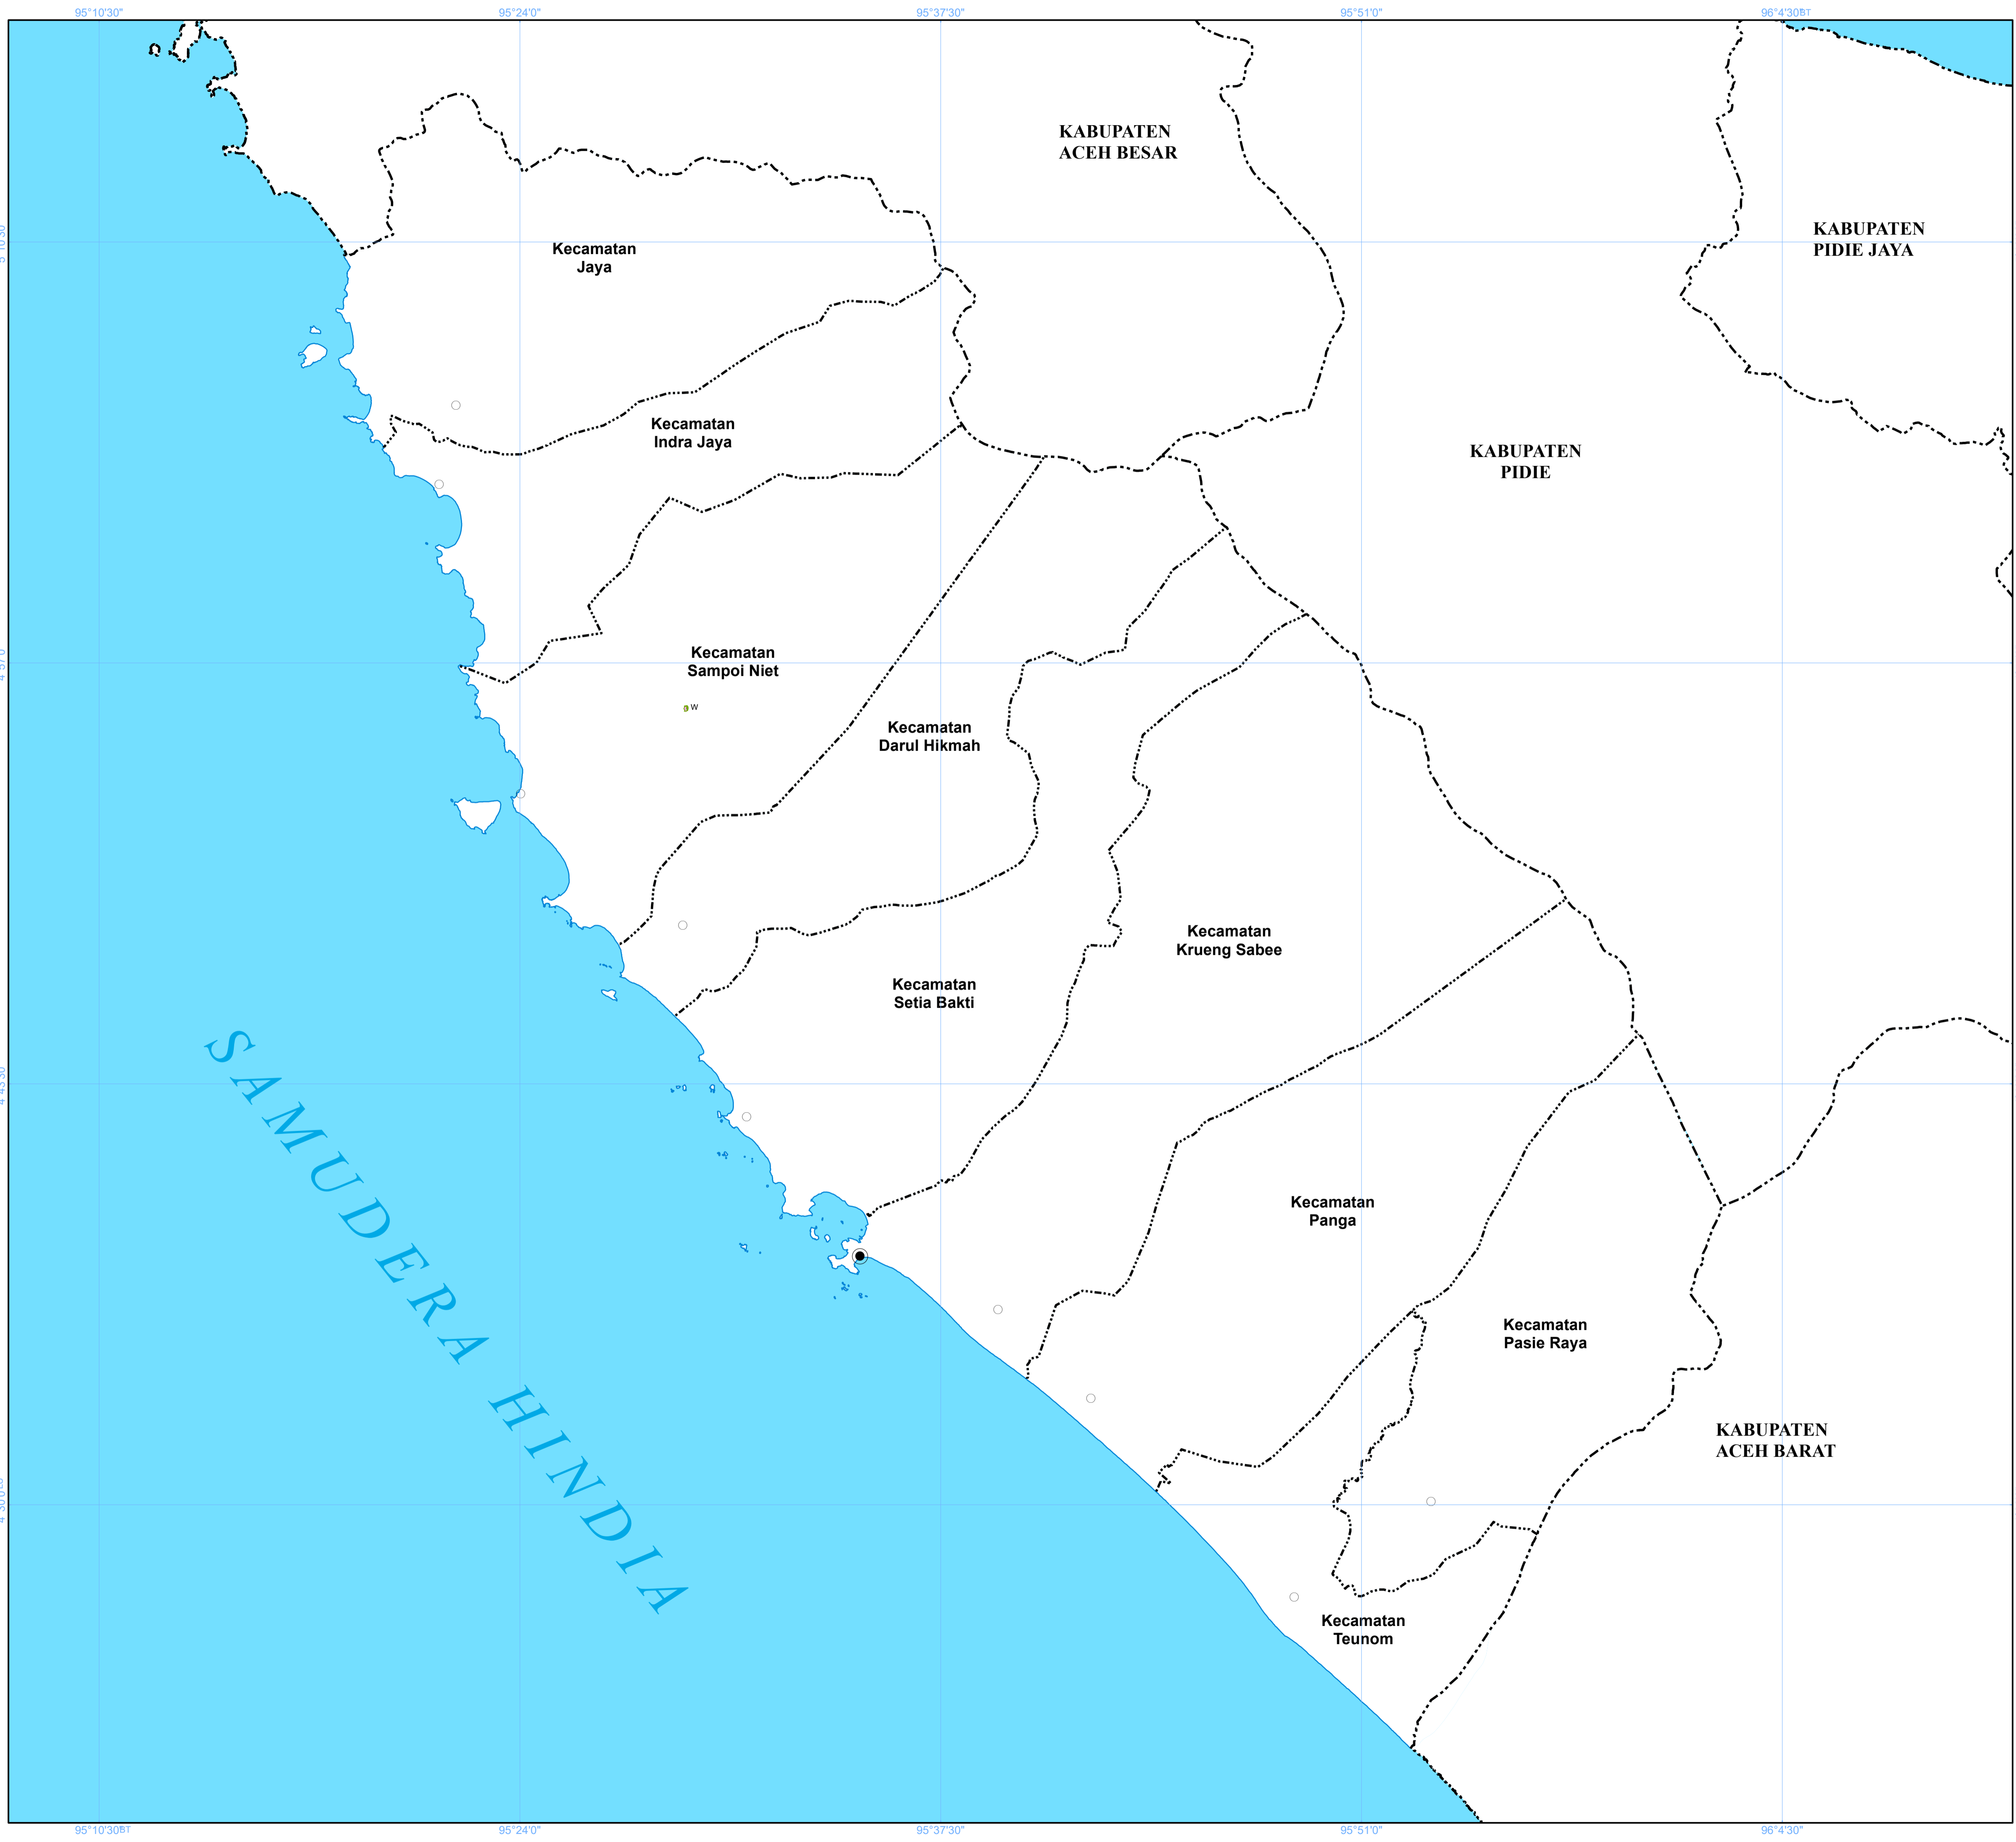 95°10'30"
95°24'0"
95°37'30"
95°51'0"
96°4'30"BT
KABUPATEN
ACEH BESAR
KABUPATEN
PIDIE JAYA
Kecamatan
Jaya
Kecamatan
Indra Jaya
KABUPATEN
PIDIE
Kecamatan
Sampoi Niet
W
Kecamatan
Darul Hikmah
Kecamatan
Krueng Sabee
Kecamatan
Setia Bakti
SAMUDERA HINDIA
Kecamatan
Panga
Kecamatan
Pasie Raya
KABUPATEN
ACEH BARAT
Kecamatan
Teunom
95°10'30"BT
95°24'0"
95°37'30"
95°51'0"
96°4'30"